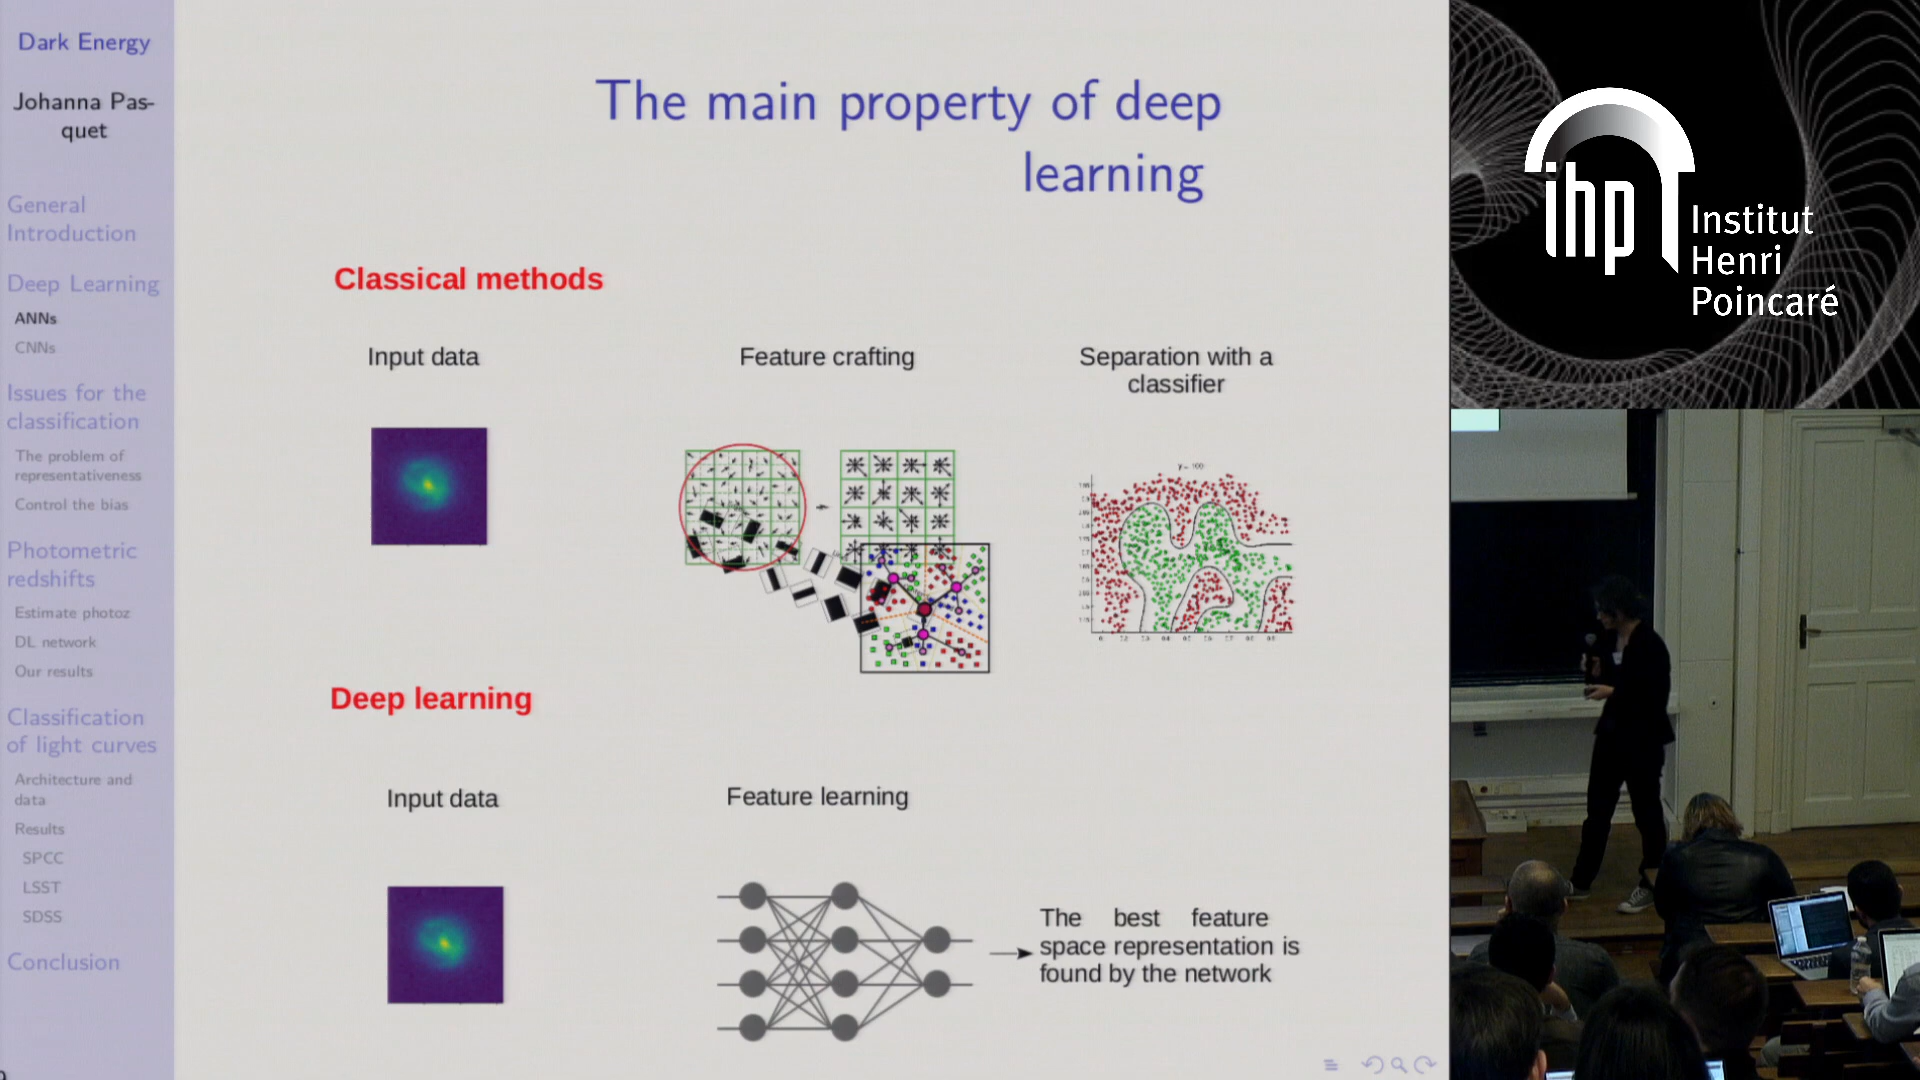 Dark Energy
Johanna Pas-
quet
General
Introduction
Deep Learning
ANNs
CNNs
Issues for the
classification
The problem of
representativeness
Control the bias
Photometric
redshifts
Estimate photoz
DL network
Our results
Classification
of light curves
Architecture and
data
Results
SPCC
LSST
SDSS
Conclusion
The main property of deep
learning
Classical methods
Input data
Feature crafting
Separation with a
classifier
Deep learning
Input data
Feature learning
The best feature
space representation is
found by the network
ihp
Institut
Henri
Poincaré